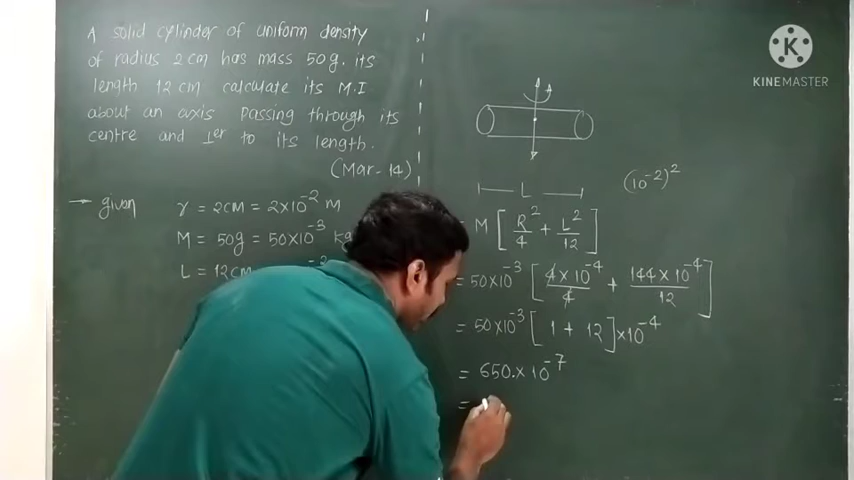 A solid cylinder of uniform density
of radius 2 cm has mass 50 g. its
length 12 cm calculate its M.I
about an axis passing through its
centre and ⊥er to its length.
(Mar-14)
→ given r = 2cm = 2×10⁻² m
M = 50g = 50×10⁻³ kg
L = 12cm
L
(10⁻²)²
= M [R²/4 + L²/12]
= 50×10⁻³ [4×10⁻⁴/4 + 144×10⁻⁴/12]
= 50×10⁻³ [1 + 12]×10⁻⁴
= 650.×10⁻⁷
=
K
KINEMASTER